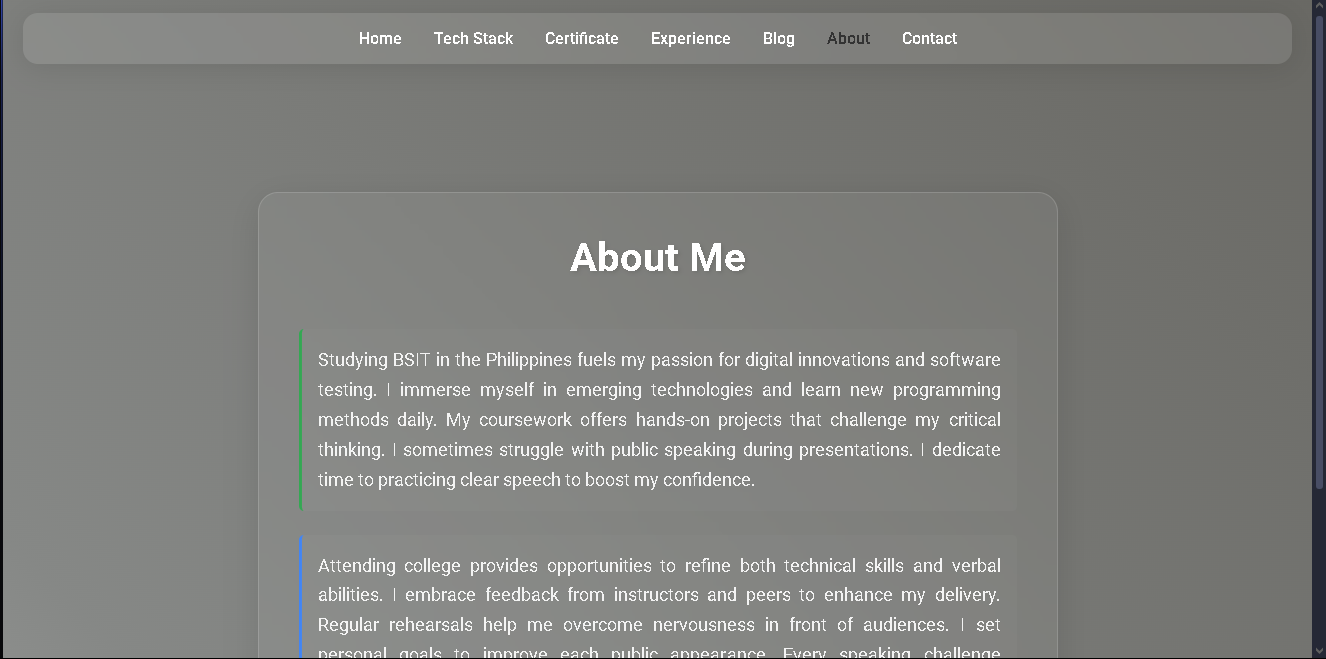 Home Tech Stack Certificate Experience Blog About Contact
About Me
Studying BSIT in the Philippines fuels my passion for digital innovations and software
testing. I immerse myself in emerging technologies and learn new programming
methods daily. My coursework offers hands-on projects that challenge my critical
thinking. I sometimes struggle with public speaking during presentations. I dedicate
time to practicing clear speech to boost my confidence.
Attending college provides opportunities to refine both technical skills and verbal
abilities. I embrace feedback from instructors and peers to enhance my delivery.
Regular rehearsals help me overcome nervousness in front of audiences. I set
personal goals to improve each public appearance. Every speaking challenge